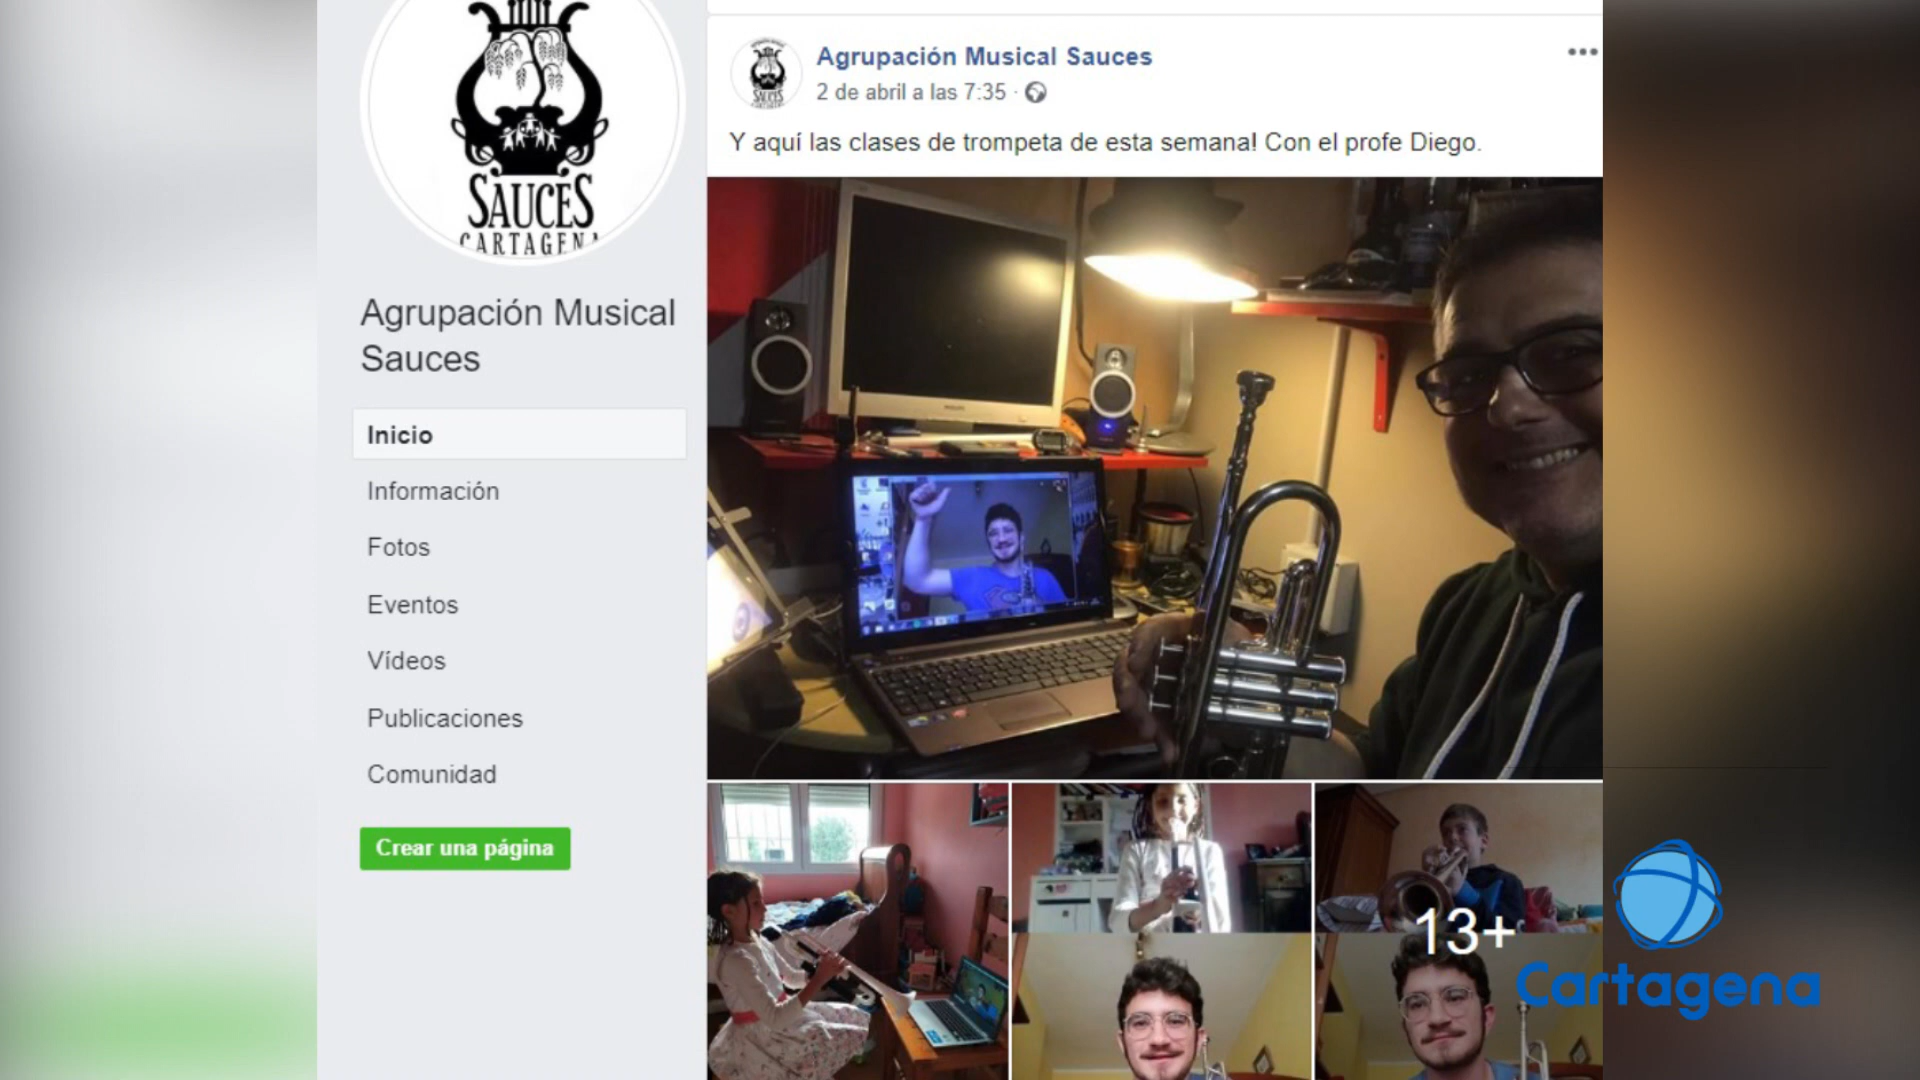 SAUCES
CARTAGENA
Agrupación Musical
Sauces
Inicio
Información
Fotos
Eventos
Vídeos
Publicaciones
Comunidad
Crear una página
SAUCES
Agrupación Musical Sauces
2 de abril a las 7:35 ·
Y aquí las clases de trompeta de esta semana! Con el profe Diego.
PHILIPS
13+
Cartagena